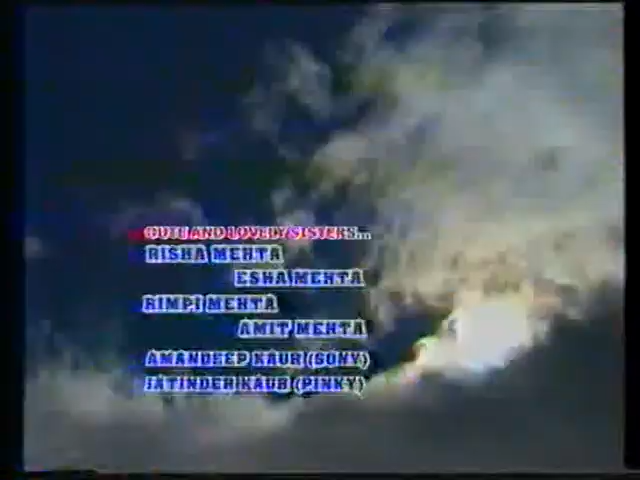 CUTE AND LOVELY SISTERS...
RISHA MEHTA
ESHA MEHTA
RIMPI MEHTA
AMIT MEHTA
AMANDEEP KAUR (SONY)
JATINDER KAUR (PINKY)